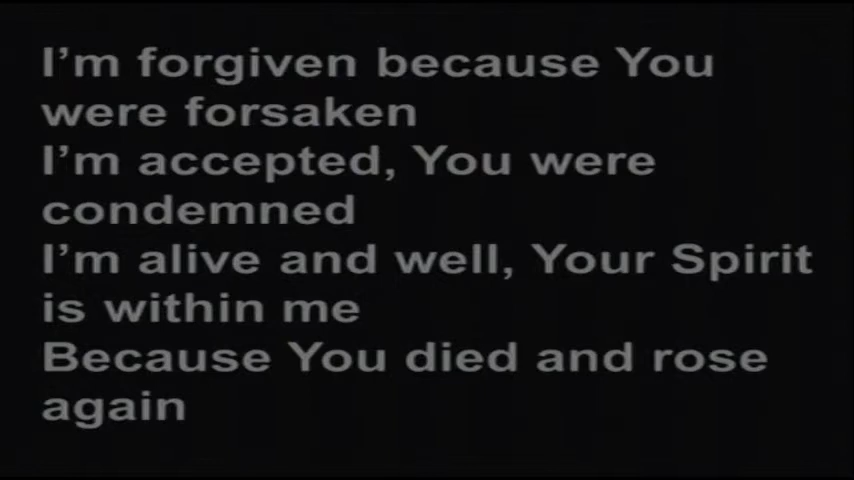 I'm forgiven because You
were forsaken
I'm accepted, You were
condemned
I'm alive and well, Your Spirit
is within me
Because You died and rose
again